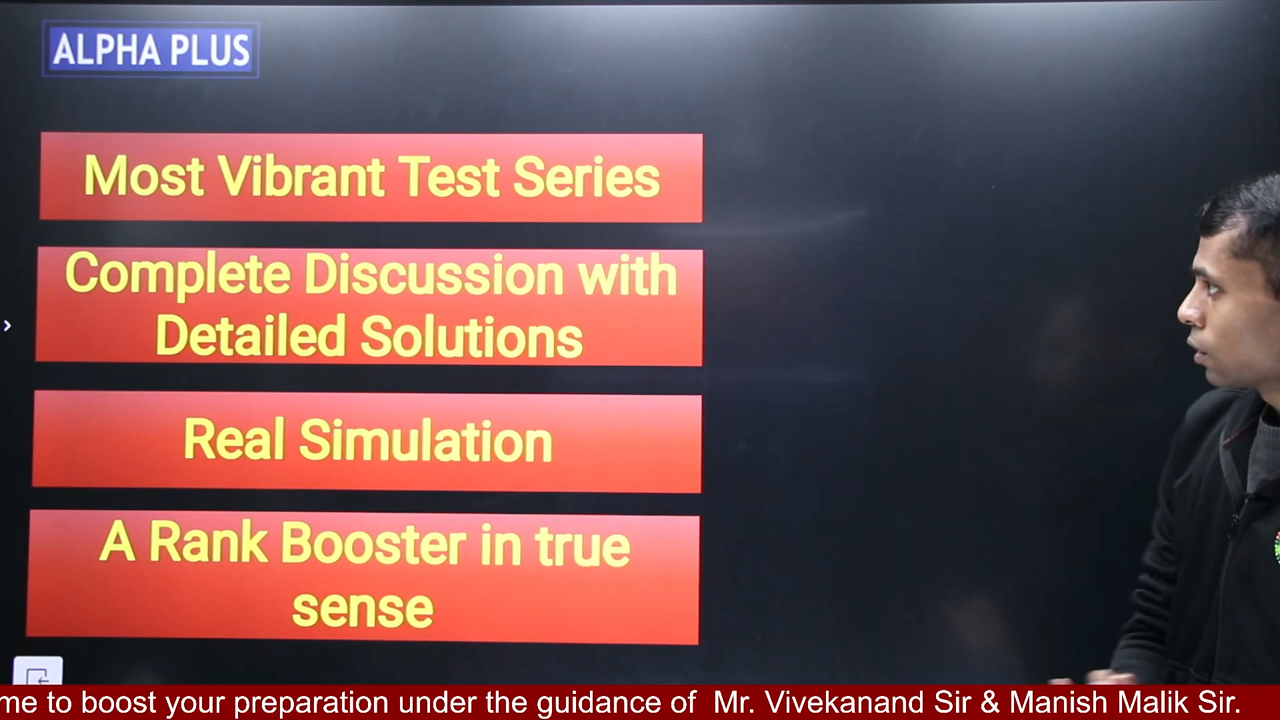 ALPHA PLUS
Most Vibrant Test Series
Complete Discussion with
Detailed Solutions
Real Simulation
A Rank Booster in true
sense
me to boost your preparation under the guidance of Mr. Vivekanand Sir & Manish Malik Sir.